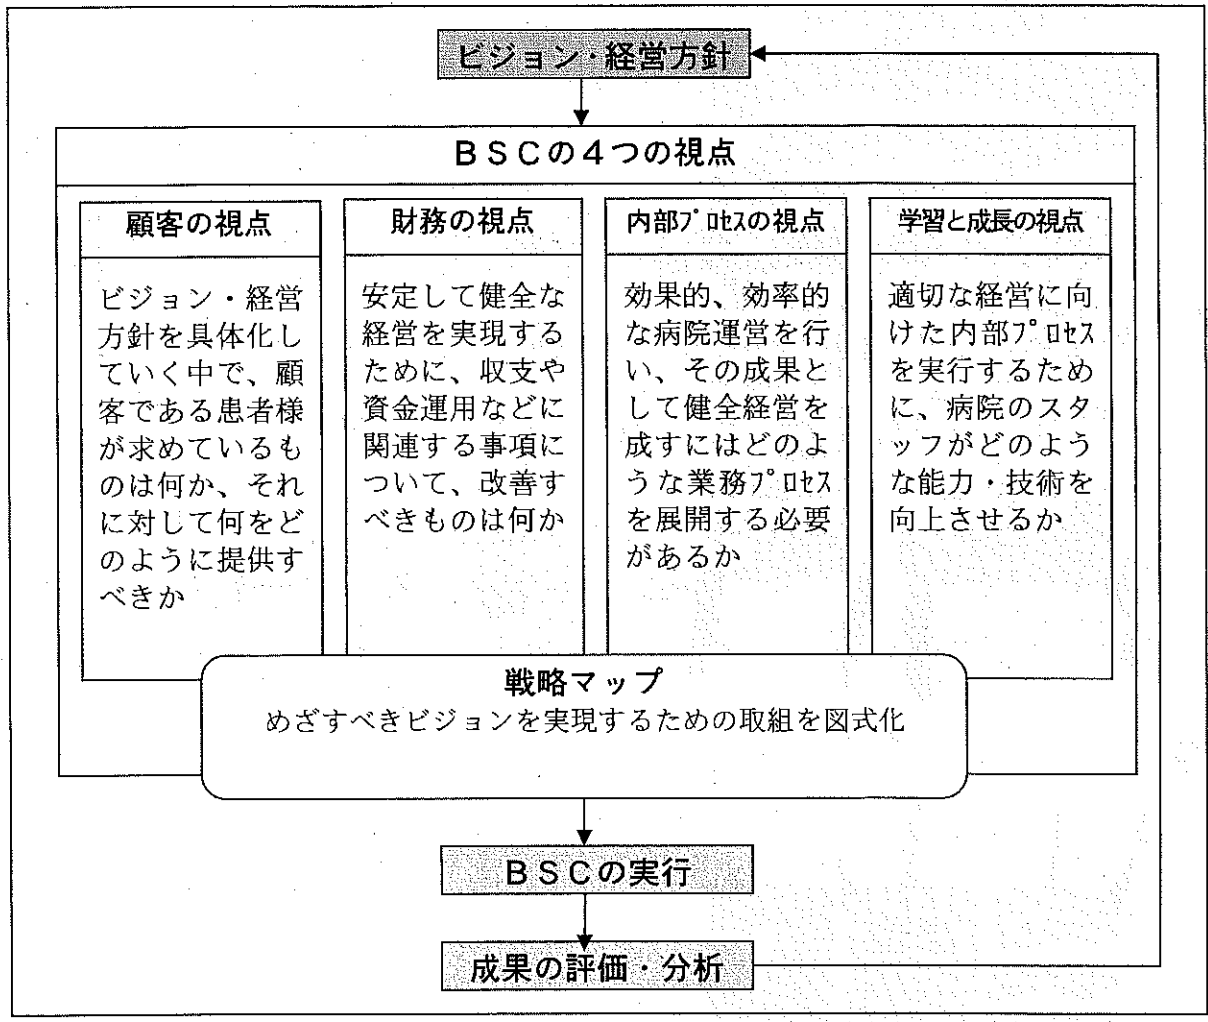 ビジョン・経営方針
BSCの4つの視点
顧客の視点
ビジョン・経営
方針を具体化し
ていく中で、顧
客である患者様
が求めているも
のは何か、それ
に対して何をど
のように提供す
べきか
財務の視点
安定して健全な
経営を実現する
ために、収支や
資金運用などに
関連する事項に
ついて、改善す
べきものは何か
内部ﾌﾟﾛｾｽの視点
効果的、効率的
な病院運営を行
い、その成果と
して健全経営を
成すにはどのよ
うな業務ﾌﾟﾛｾｽ
を展開する必要
があるか
学習と成長の視点
適切な経営に向
けた内部ﾌﾟﾛｾｽ
を実行するため
に、病院のスタ
ッフがどのよう
な能力・技術を
向上させるか
戦略マップ
めざすべきビジョンを実現するための取組を図式化
BSCの実行
成果の評価・分析